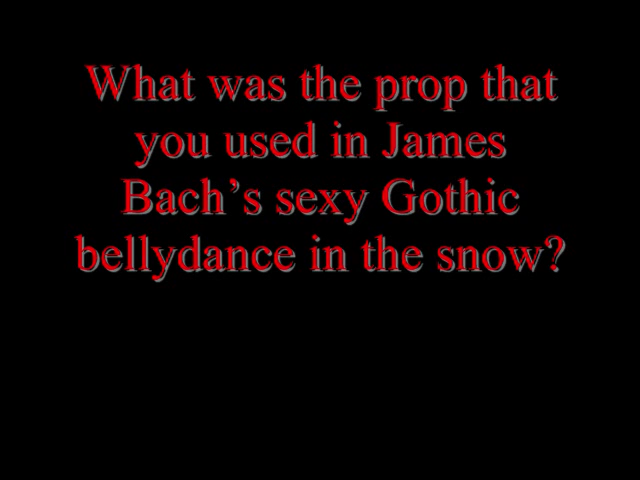 What was the prop that
you used in James
Bach’s sexy Gothic
bellydance in the snow?